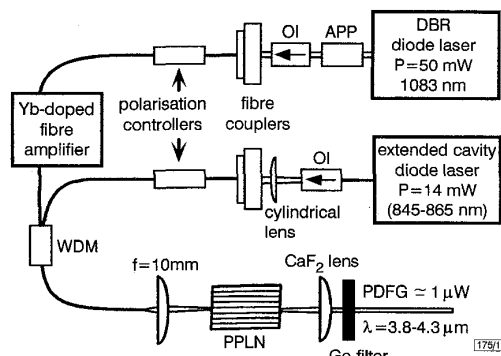 OI
APP
DBR
diode laser
P=50 mW
1083 nm
Yb-doped
fibre
amplifier
polarisation
controllers
fibre
couplers
OI
extended cavity
diode laser
P=14 mW
(845-865 nm)
cylindrical
lens
WDM
f=10mm
CaF₂ lens
PDFG ≃ 1 µW
PPLN
λ=3.8-4.3 µm
175/1
Ge filter